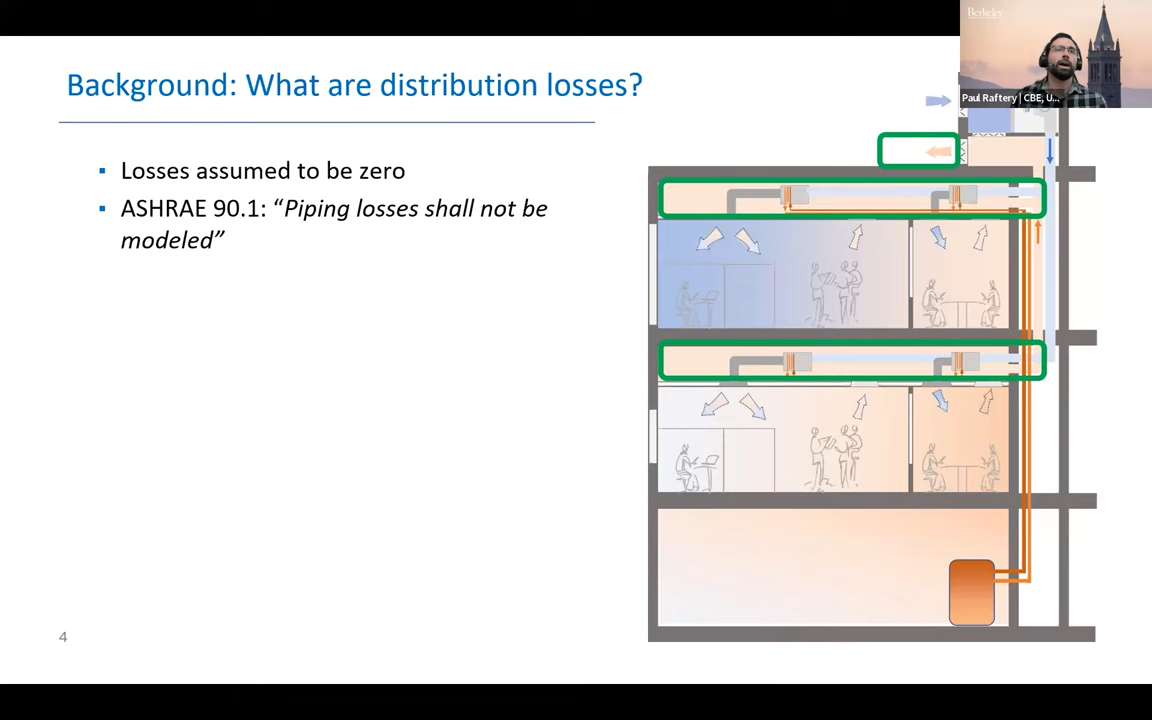 Berkeley
Paul Raftery | CBE, U...
Background: What are distribution losses?
▪ Losses assumed to be zero
▪ ASHRAE 90.1: “Piping losses shall not be
modeled”
4